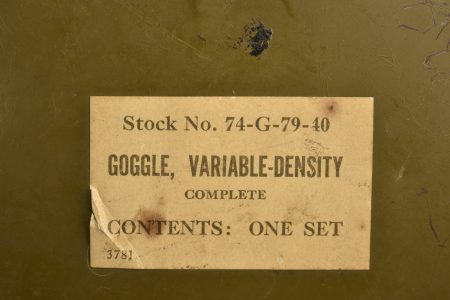 Stock No. 74-G-79-40
GOGGLE, VARIABLE-DENSITY
COMPLETE
CONTENTS: ONE SET
3781